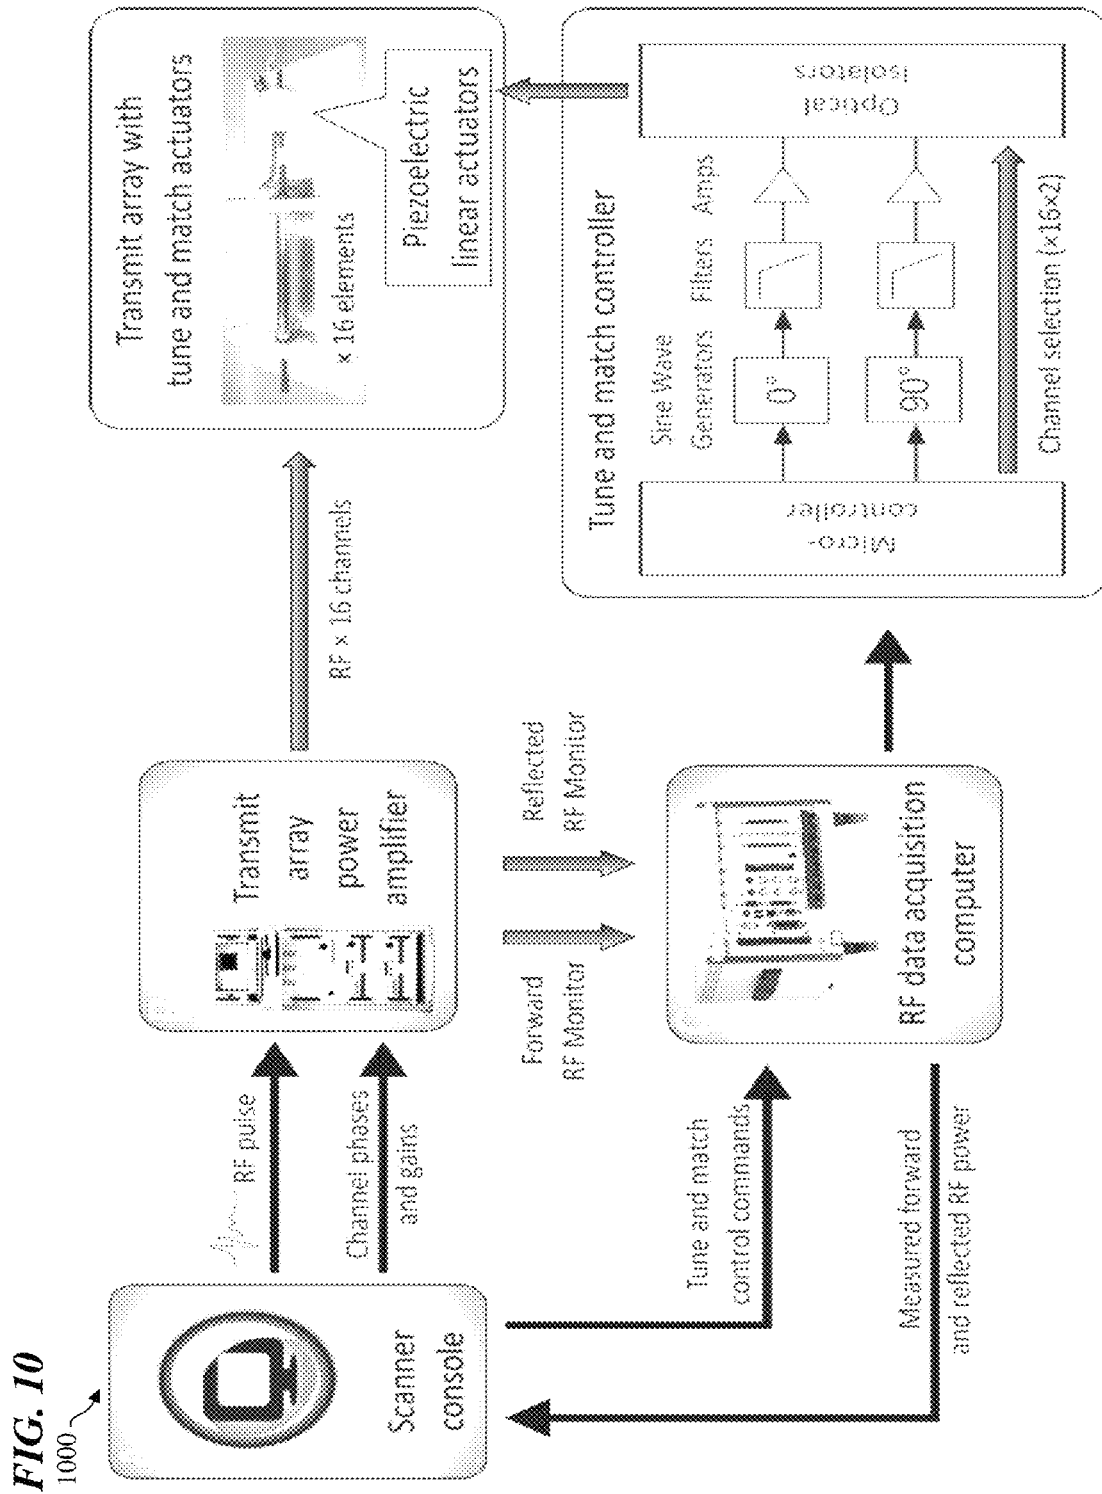 FIG. 10
1000
Scanner
console
RF pulse
Channel phases
and gains
Transmit
array
power
amplifier
RF × 16 channels
Transmit array with
tune and match actuators
× 16 elements
Piezoelectric
linear actuators
Forward
RF Monitor
Reflected
RF Monitor
Tune and match
control commands
Measured forward
and reflected RF power
RF data acquisition
computer
Tune and match controller
Micro-
controller
Sine Wave
Generators
Filters
Amps
0°
90°
Optical
Isolators
Channel selection (×16×2)